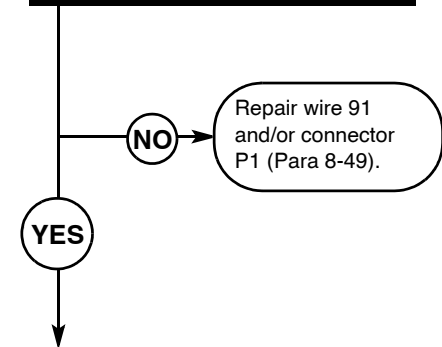 NO
Repair wire 91
and/or connector
P1 (Para 8-49).
YES